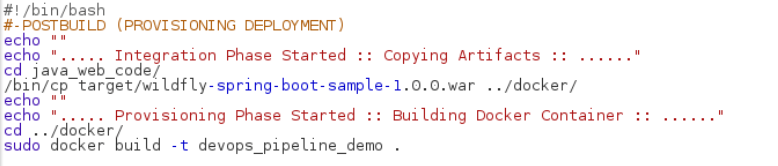 #!/bin/bash
#-POSTBUILD (PROVISIONING DEPLOYMENT)
echo ""
echo "..... Integration Phase Started :: Copying Artifacts :: ......"
cd java_web_code/
/bin/cp target/wildfly-spring-boot-sample-1.0.0.war ../docker/
echo ""
echo "..... Provisioning Phase Started :: Building Docker Container :: ......"
cd ../docker/
sudo docker build -t devops_pipeline_demo .